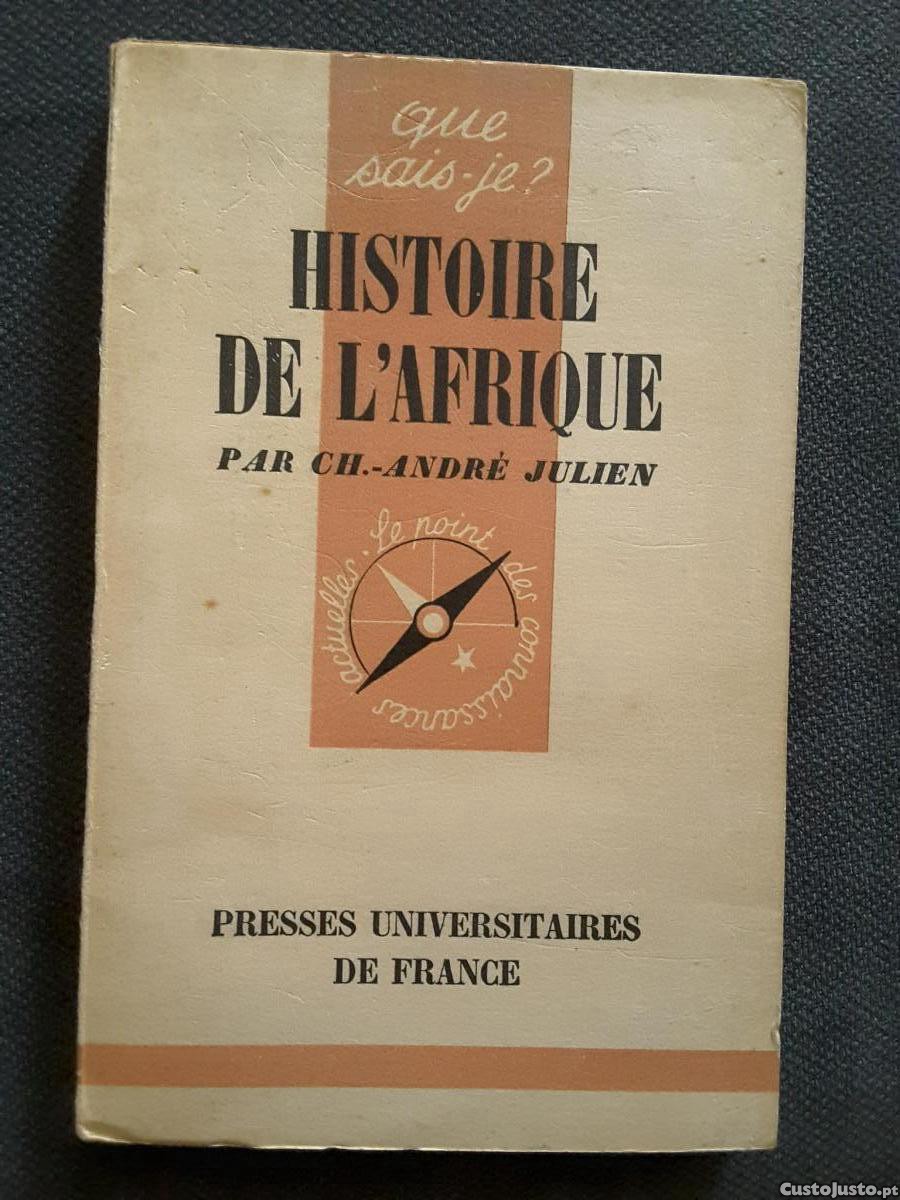 que
sais-je?
HISTOIRE
DE L'AFRIQUE
PAR CH.-ANDRÉ JULIEN
le point des connaissances actuelles.
PRESSES UNIVERSITAIRES
DE FRANCE
CustoJusto.pt